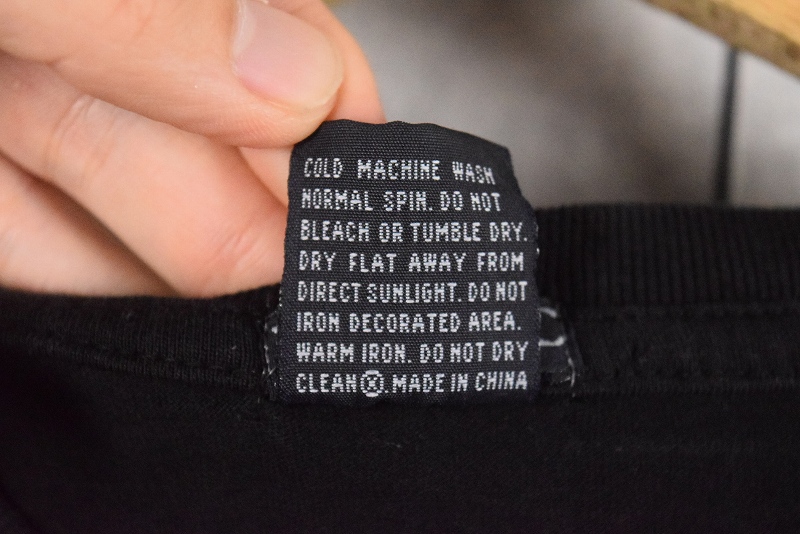 COLD MACHINE WASH
NORMAL SPIN. DO NOT
BLEACH OR TUMBLE DRY.
DRY FLAT AWAY FROM
DIRECT SUNLIGHT. DO NOT
IRON DECORATED AREA.
WARM IRON. DO NOT DRY
CLEAN Ⓧ. MADE IN CHINA